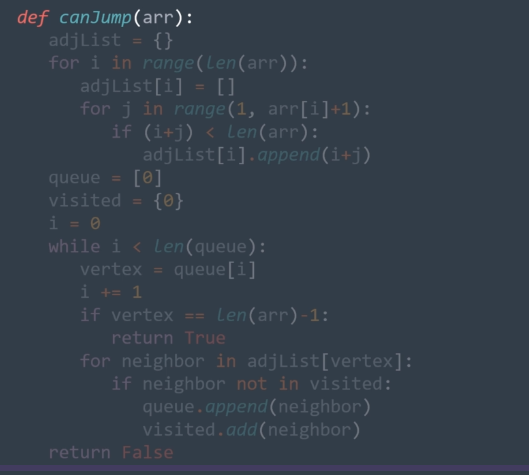 def canJump(arr):
    adjList = {}
    for i in range(len(arr)):
        adjList[i] = []
        for j in range(1, arr[i]+1):
            if (i+j) < len(arr):
                adjList[i].append(i+j)
    queue = [0]
    visited = {0}
    i = 0
    while i < len(queue):
        vertex = queue[i]
        i += 1
        if vertex == len(arr)-1:
            return True
        for neighbor in adjList[vertex]:
            if neighbor not in visited:
                queue.append(neighbor)
                visited.add(neighbor)
    return False